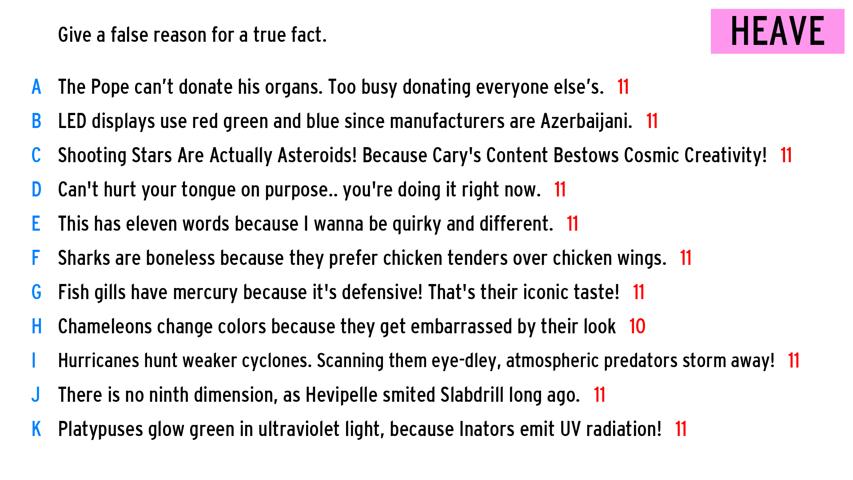 Give a false reason for a true fact.
HEAVE
A The Pope can't donate his organs. Too busy donating everyone else's. 11
B LED displays use red green and blue since manufacturers are Azerbaijani. 11
C Shooting Stars Are Actually Asteroids! Because Cary's Content Bestows Cosmic Creativity! 11
D Can't hurt your tongue on purpose.. you're doing it right now. 11
E This has eleven words because I wanna be quirky and different. 11
F Sharks are boneless because they prefer chicken tenders over chicken wings. 11
G Fish gills have mercury because it's defensive! That's their iconic taste! 11
H Chameleons change colors because they get embarrassed by their look 10
I Hurricanes hunt weaker cyclones. Scanning them eye-dley, atmospheric predators storm away! 11
J There is no ninth dimension, as Hevipelle smited Slabdrill long ago. 11
K Platypuses glow green in ultraviolet light, because Inators emit UV radiation! 11